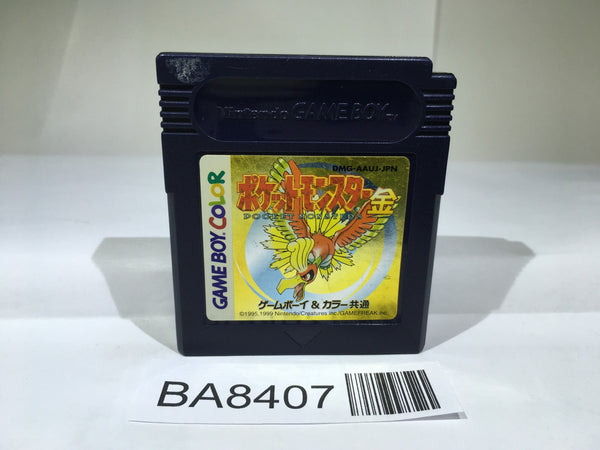 Nintendo GAME BOY™
DMG-AAUJ-JPN
ポケットモンスター金
POCKET MONSTERS
GAME BOY COLOR
ゲームボーイ & カラー共通
©1995,1999 Nintendo/Creatures inc./GAMEFREAK inc.
BA8407